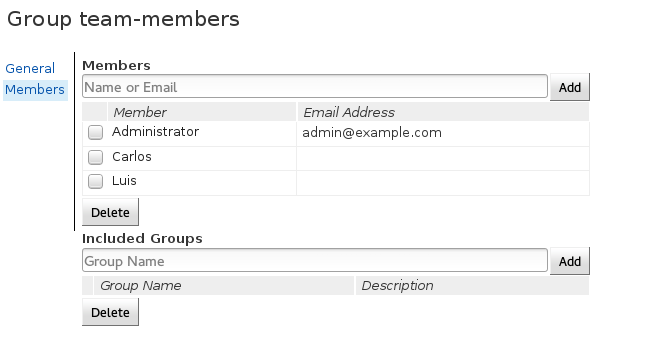 Group team-members
General
Members
Members
Name or Email Add
Member Email Address
Administrator admin@example.com
Carlos
Luis
Delete
Included Groups
Group Name Add
Group Name Description
Delete